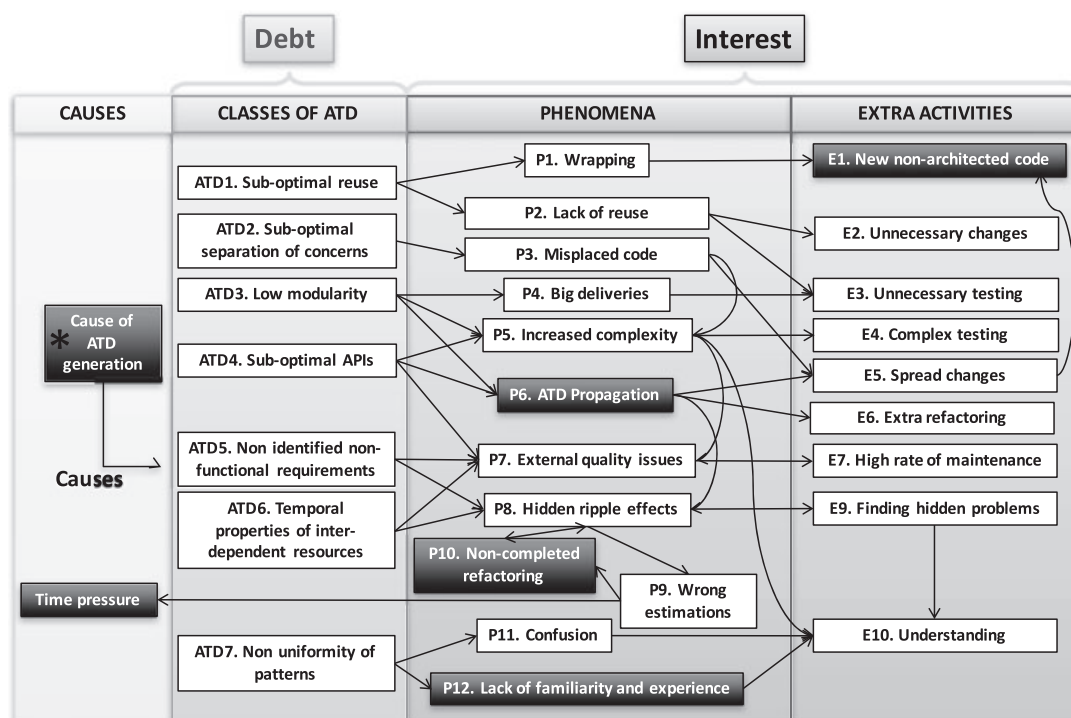 Debt
Interest
CAUSES
CLASSES OF ATD
PHENOMENA
EXTRA ACTIVITIES
ATD1. Sub-optimal reuse
ATD2. Sub-optimal
separation of concerns
ATD3. Low modularity
ATD4. Sub-optimal APIs
ATD5. Non identified non-
functional requirements
ATD6. Temporal
properties of inter-
dependent resources
ATD7. Non uniformity of
patterns
* Cause of
ATD
generation
Causes
Time pressure
P1. Wrapping
P2. Lack of reuse
P3. Misplaced code
P4. Big deliveries
P5. Increased complexity
P6. ATD Propagation
P7. External quality issues
P8. Hidden ripple effects
P10. Non-completed
refactoring
P9. Wrong
estimations
P11. Confusion
P12. Lack of familiarity and experience
E1. New non-architected code
E2. Unnecessary changes
E3. Unnecessary testing
E4. Complex testing
E5. Spread changes
E6. Extra refactoring
E7. High rate of maintenance
E9. Finding hidden problems
E10. Understanding